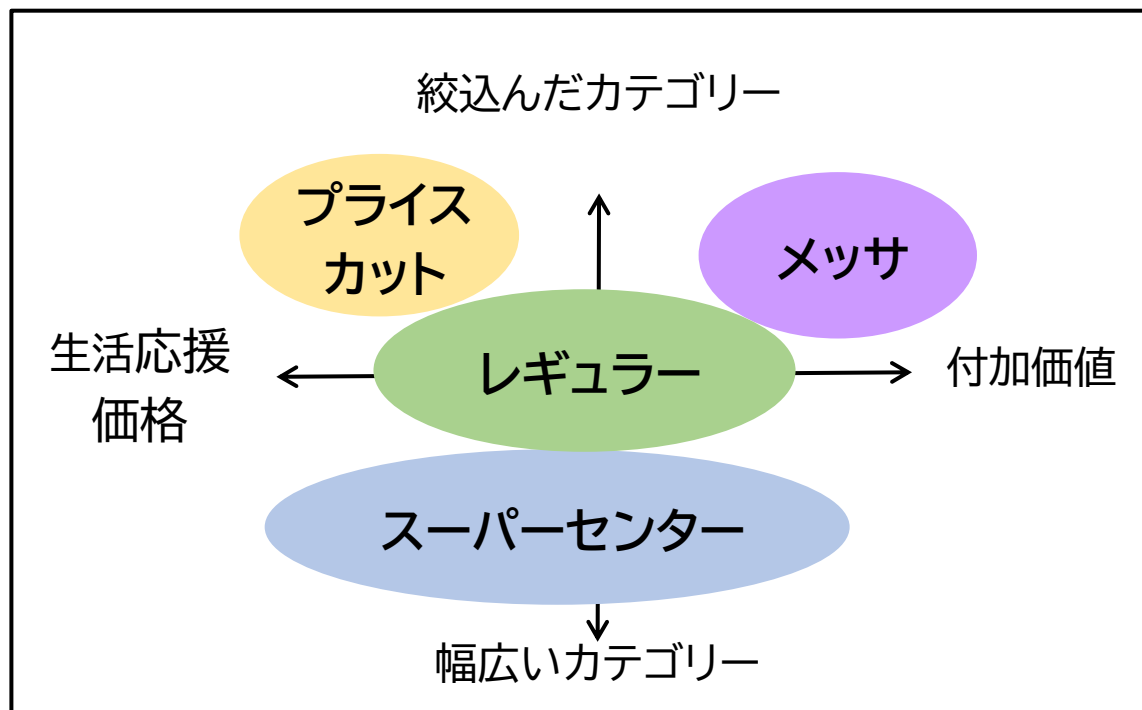 絞込んだカテゴリー
プライス
カット
メッサ
レギュラー
生活応援
価格
付加価値
スーパーセンター
幅広いカテゴリー